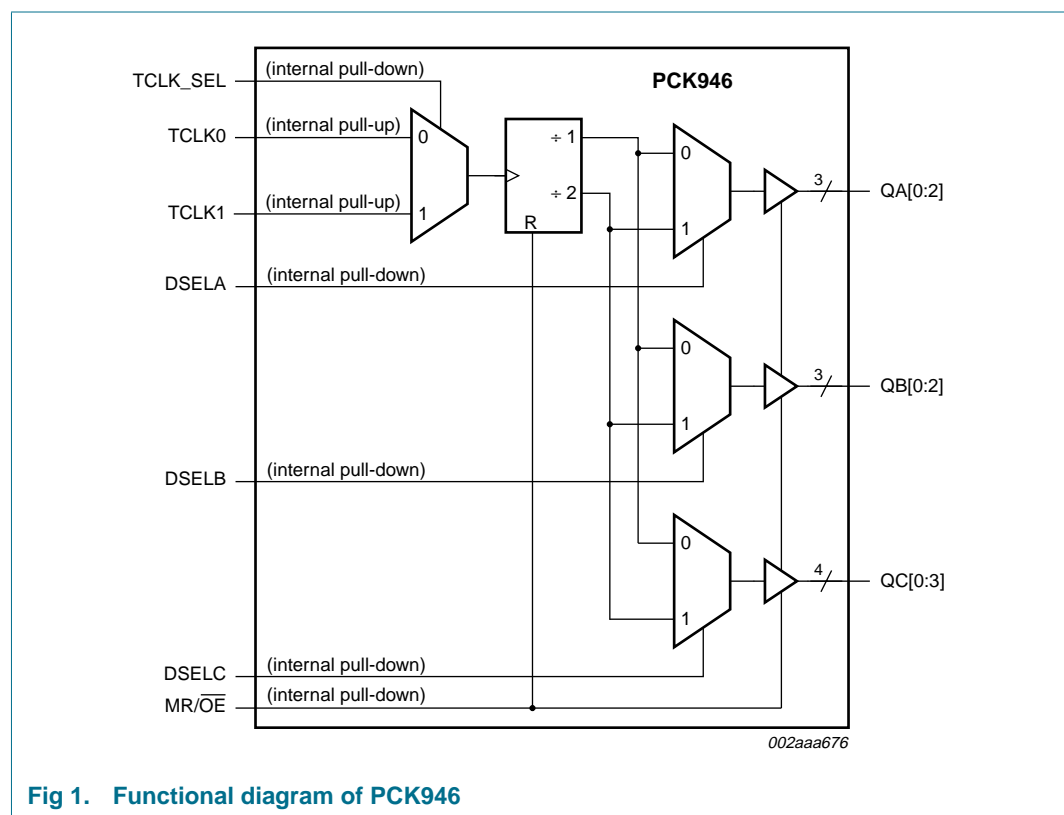 PCK946
TCLK_SEL (internal pull-down)
TCLK0 (internal pull-up) 0
÷ 1
÷ 2
R
TCLK1 (internal pull-up) 1
0
1
3
QA[0:2]
DSELA (internal pull-down)
0
1
3
QB[0:2]
DSELB (internal pull-down)
0
1
4
QC[0:3]
DSELC (internal pull-down)
MR/O̅E̅ (internal pull-down)
002aaa676
Fig 1. Functional diagram of PCK946